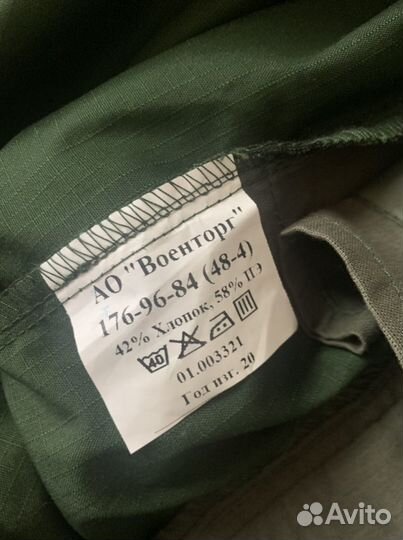 АО "Военторг"
176-96-84 (48-4)
42% Хлопок, 58% ПЭ
40
01.003321
Год изг. 20
Avito